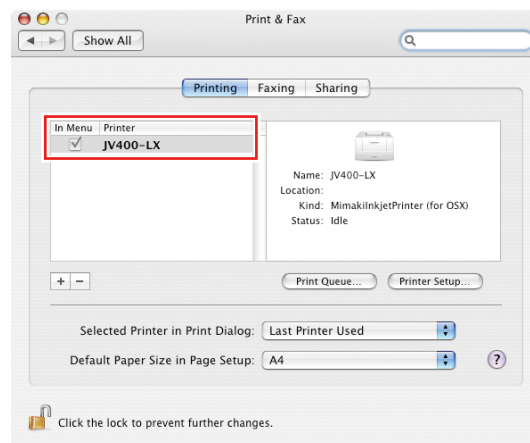 Print & Fax
Show All
Printing Faxing Sharing
In Menu Printer
JV400-LX
Name: JV400-LX
Location:
Kind: MimakiInkjetPrinter (for OSX)
Status: Idle
+ −
Print Queue... Printer Setup...
Selected Printer in Print Dialog: Last Printer Used
Default Paper Size in Page Setup: A4 ?
Click the lock to prevent further changes.